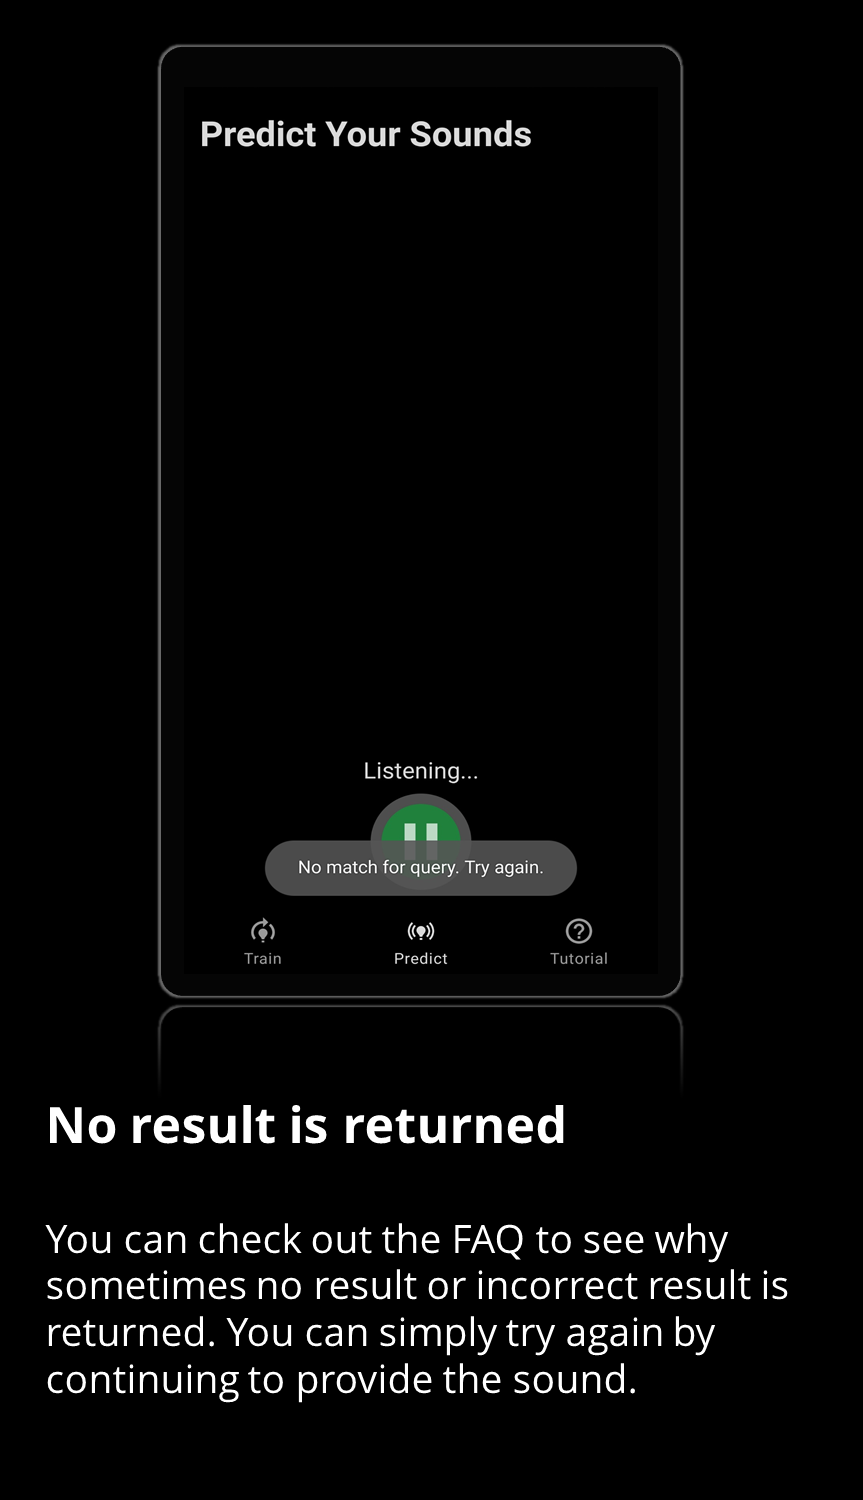 Predict Your Sounds
Listening...
No match for query. Try again.
Train
Predict
Tutorial
No result is returned
You can check out the FAQ to see why
sometimes no result or incorrect result is
returned. You can simply try again by
continuing to provide the sound.